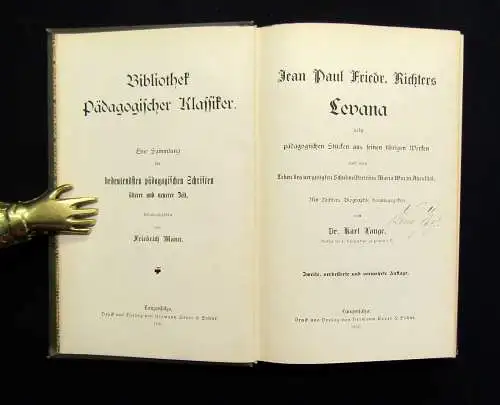 Bibliothek
Pädagogischer Klassiker.
Eine Sammlung
der
bedeutendsten pädagogischen Schriften
älterer und neuerer Zeit,
herausgegeben
von
Friedrich Mann.
Langensalza,
Druck und Verlag von Hermann Beyer & Söhne
Jean Paul Friedr. Richters
Levana
nebst
pädagogischen Stücken aus seinen übrigen Werken
und dem
Leben des vergnügten Schulmeisterleins Maria Wuz in Auenthal.
Mit Richters Biographie herausgegeben
von
Dr. Karl Lange,
Zweite, verbesserte und vermehrte Auflage.
Langensalza,
Druck und Verlag von Hermann Beyer & Söhne